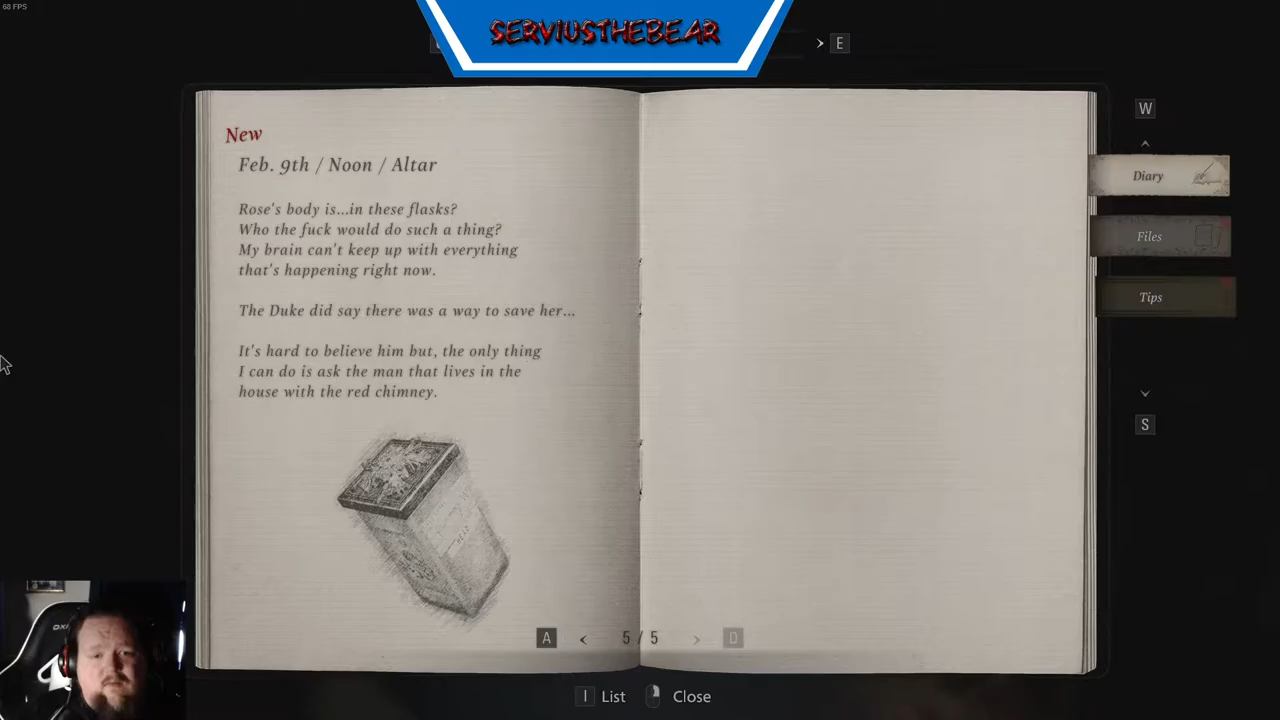 68 FPS
SERVIUSTHEBEAR
E
W
New
Feb. 9th / Noon / Altar
Diary
Rose's body is...in these flasks?
Who the fuck would do such a thing?
My brain can't keep up with everything
that's happening right now.
Files
The Duke did say there was a way to save her...
Tips
It's hard to believe him but, the only thing
I can do is ask the man that lives in the
house with the red chimney.
S
A < 5 / 5 > D
I List Close